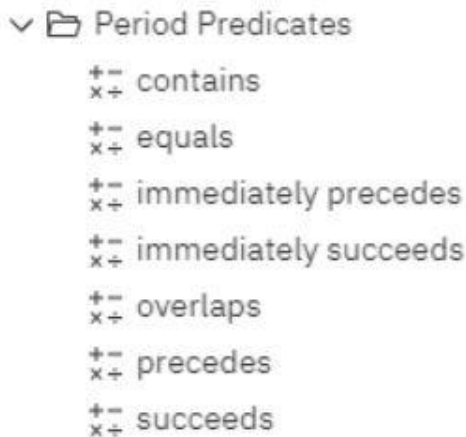 Period Predicates
contains
equals
immediately precedes
immediately succeeds
overlaps
precedes
succeeds